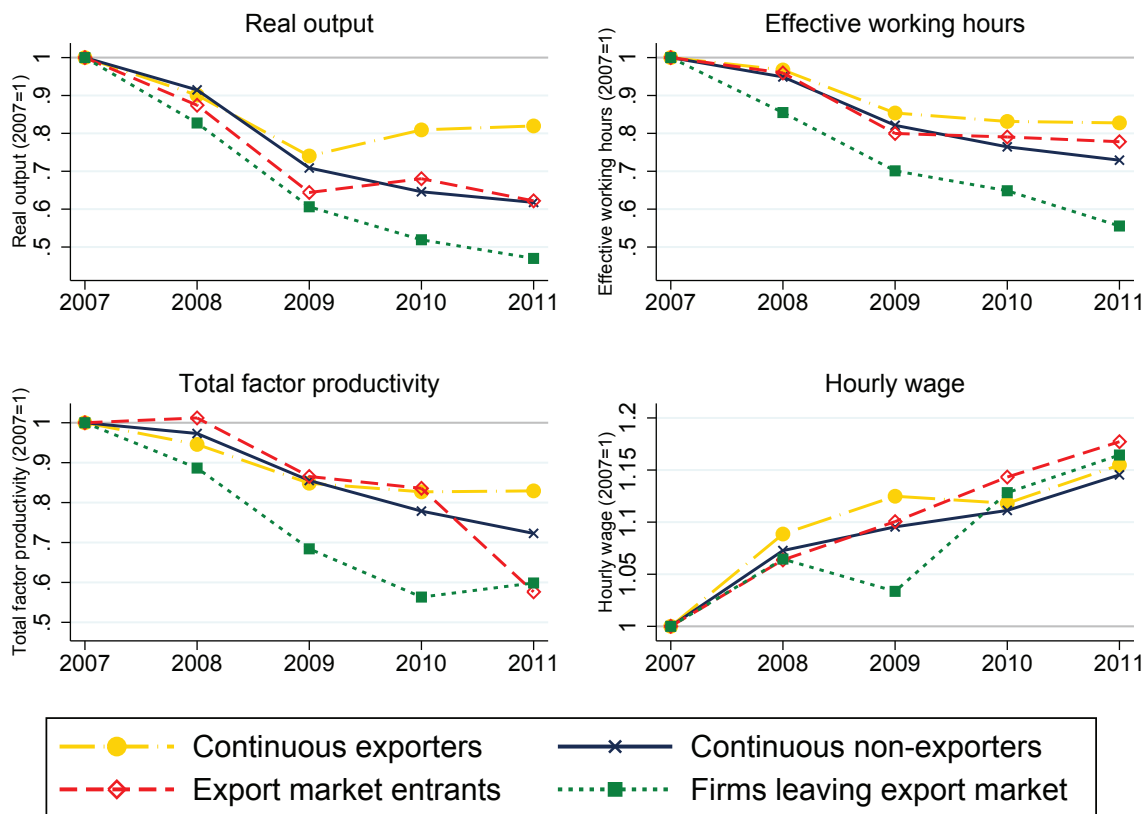 Real output
Real output (2007=1)
1
.9
.8
.7
.6
.5
2007 2008 2009 2010 2011
Effective working hours
Effective working hours (2007=1)
1
.9
.8
.7
.6
.5
2007 2008 2009 2010 2011
Total factor productivity
Total factor productivity (2007=1)
1
.9
.8
.7
.6
.5
2007 2008 2009 2010 2011
Hourly wage
Hourly wage (2007=1)
1.2
1.15
1.1
1.05
1
2007 2008 2009 2010 2011
Continuous exporters
Continuous non-exporters
Export market entrants
Firms leaving export market